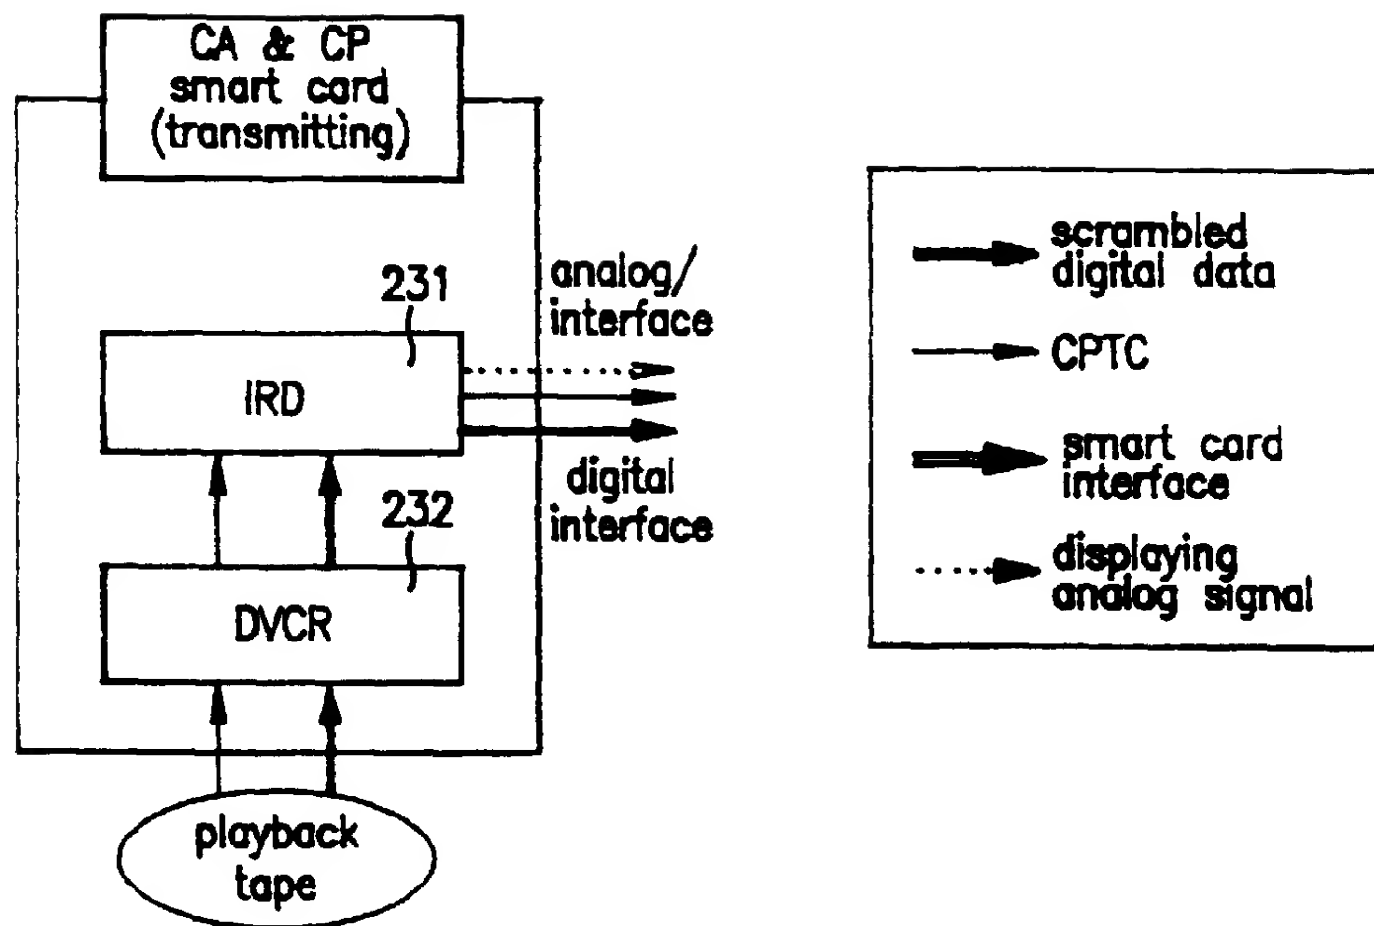 CA & CP
smart card
(transmitting)
231
analog/
interface
IRD
digital
interface
232
DVCR
playback
tape
scrambled
digital data
CPTC
smart card
interface
displaying
analog signal